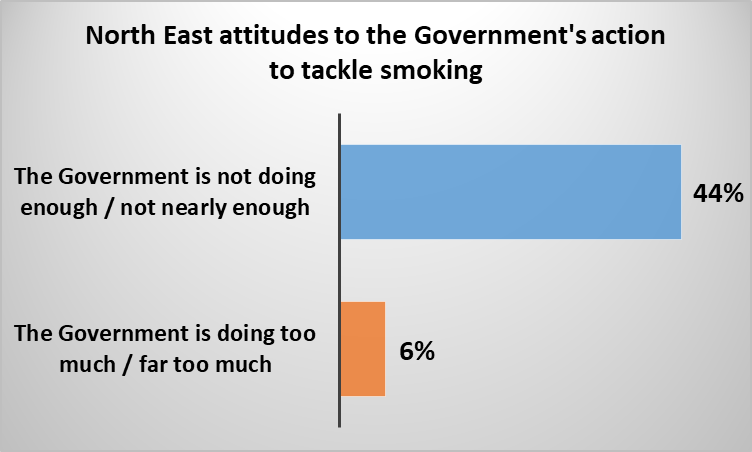 North East attitudes to the Government's action
to tackle smoking
The Government is not doing
enough / not nearly enough
44%
The Government is doing too
much / far too much
6%